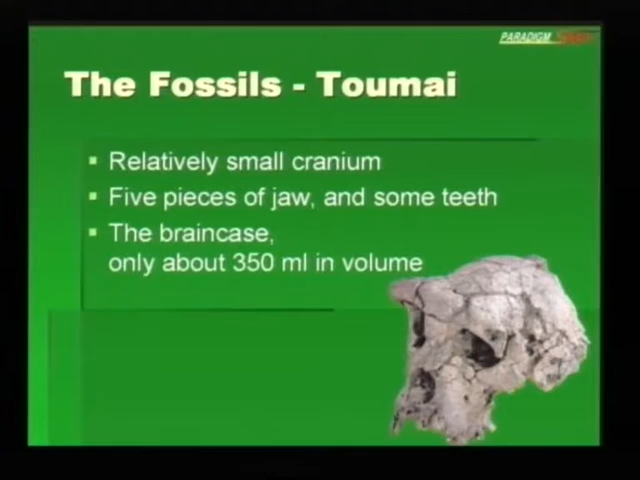 PARADIGM
The Fossils - Toumai
Relatively small cranium
Five pieces of jaw, and some teeth
The braincase,
only about 350 ml in volume